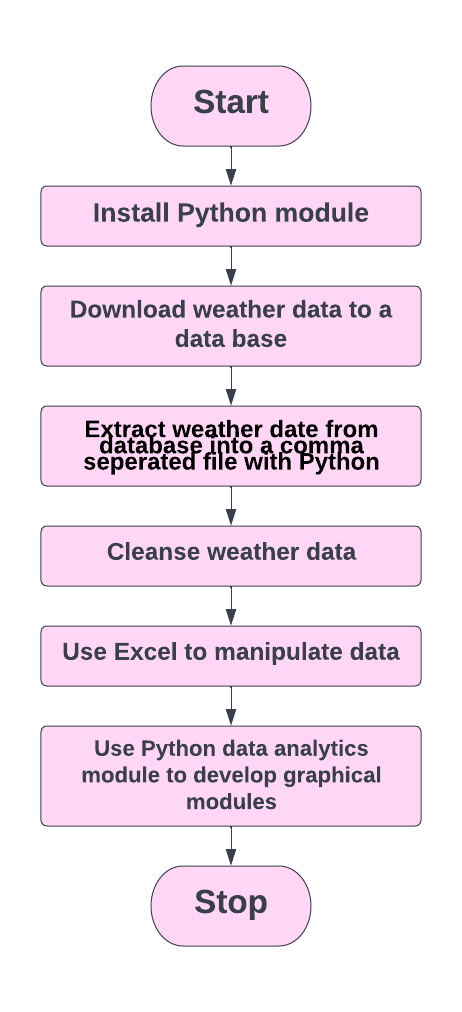 Start
Install Python module
Download weather data to a
data base
Extract weather date from
database into a comma
seperated file with Python
Cleanse weather data
Use Excel to manipulate data
Use Python data analytics
module to develop graphical
modules
Stop